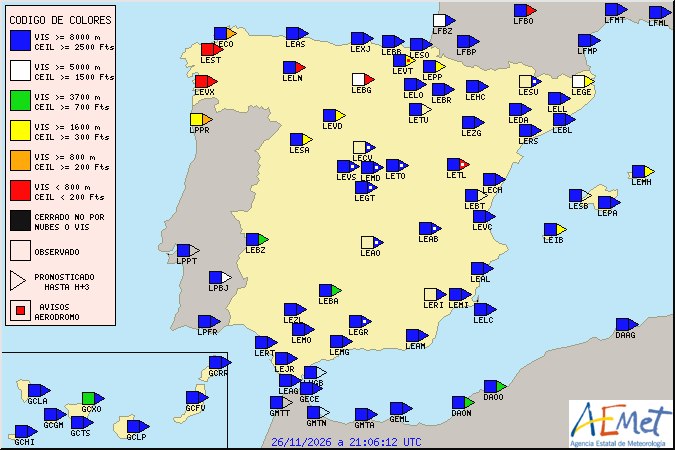 CODIGO DE COLORES
VIS >= 8000 m
CEIL >= 2500 Fts
VIS >= 5000 m
CEIL >= 1500 Fts
VIS >= 3700 m
CEIL >= 700 Fts
VIS >= 1600 m
CEIL >= 300 Fts
VIS >= 800 m
CEIL >= 200 Fts
VIS < 800 m
CEIL < 200 Fts
CERRADO NO POR
NUBES O VIS
OBSERVADO
PRONOSTICADO
HASTA H+3
AVISOS
AERODROMO
LFBO
LFMT
LFML
LFBZ
LECO
LEAS
LEXJ
LEBB
LESO
LFBP
LFMP
LEST
LEVT
LEPP
LELN
LEBG
LEVX
LELO
LEBR
LEHC
LESU
LEGE
LELL
LETU
LEDA
LEBL
LPPR
LEVD
LEZG
LERS
LESA
LECV
LEVS
LEMD
LETO
LETL
LEMH
LECH
LEGT
LEBT
LESB
LEPA
LEVC
LEAB
LEIB
LEBZ
LEAO
LPPT
LEAL
LPBJ
LEBA
LERI
LEMI
LEZL
LELC
LPFR
LEGR
LEMO
LEAM
DAAG
LERT
LEMG
LEJR
GCRR
LEAG
LMGB
DAOO
GCLA
GCXO
GCFV
GECE
GMTT
DAON
GCGM
GMTN
GMTA
GEML
GCTS
GCLP
GCHI
26/11/2026 a 21:06:12 UTC
AEMet
Agencia Estatal de Meteorología